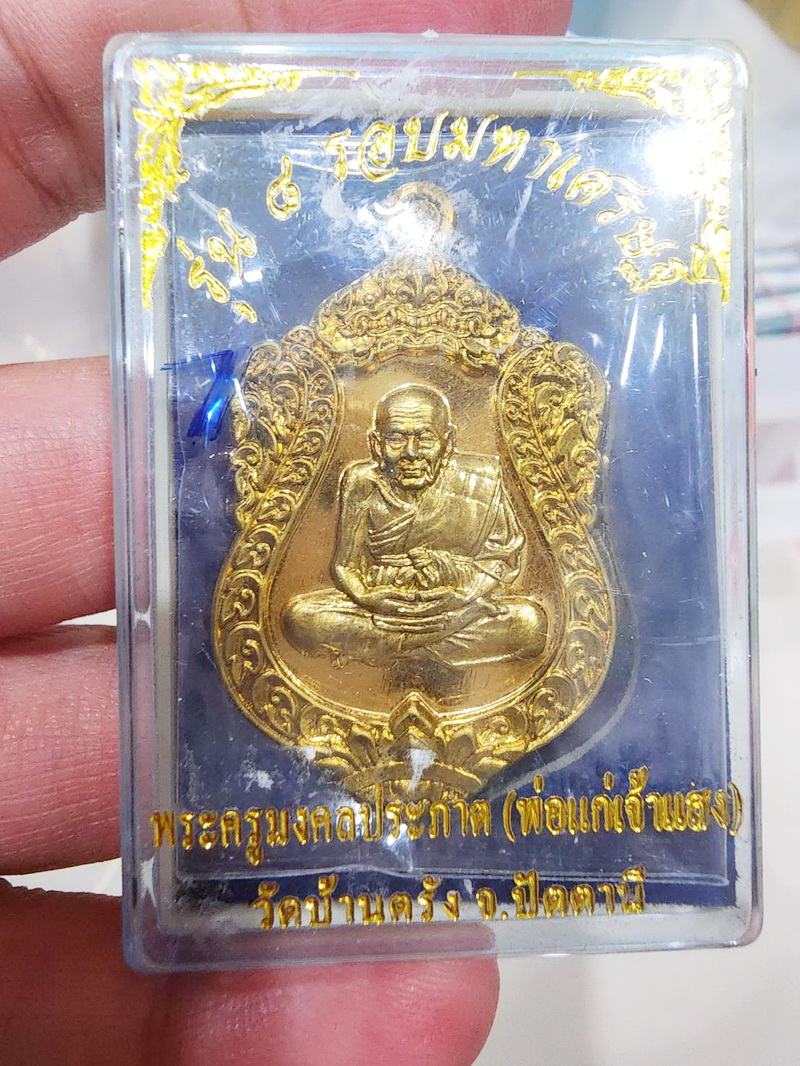 รุ่น ๘ รอบมหาเศรษฐี
7
พระครูมงคลประภาต (พ่อแก่เจ้าแสง)
วัดบ้านตรัง จ.ปัตตานี